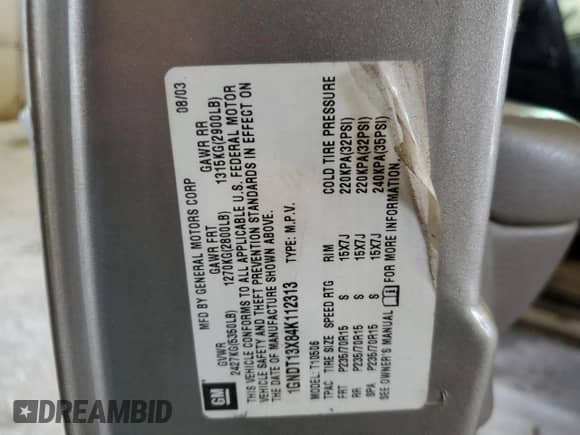 GM
MFD BY GENERAL MOTORS CORP 08/03
GVWR GAWR FRT GAWR RR
2427KG(5350LB) 1270KG(2800LB) 1315KG(2900LB)
THIS VEHICLE CONFORMS TO ALL APPLICABLE U.S. FEDERAL MOTOR
VEHICLE SAFETY AND THEFT PREVENTION STANDARDS IN EFFECT ON
THE DATE OF MANUFACTURE SHOWN ABOVE.
1GNDT13X84K112313 TYPE: M.P.V.
MODEL: T10506
TPAC TIRE SIZE SPEED RTG RIM COLD TIRE PRESSURE
FRT P235/70R15 S 15X7J 220KPA(32PSI)
RR P235/70R15 S 15X7J 220KPA(32PSI)
SPA P235/70R15 S 15X7J 240KPA(35PSI)
SEE OWNER'S MANUAL FOR MORE INFORMATION.
DREAMBID